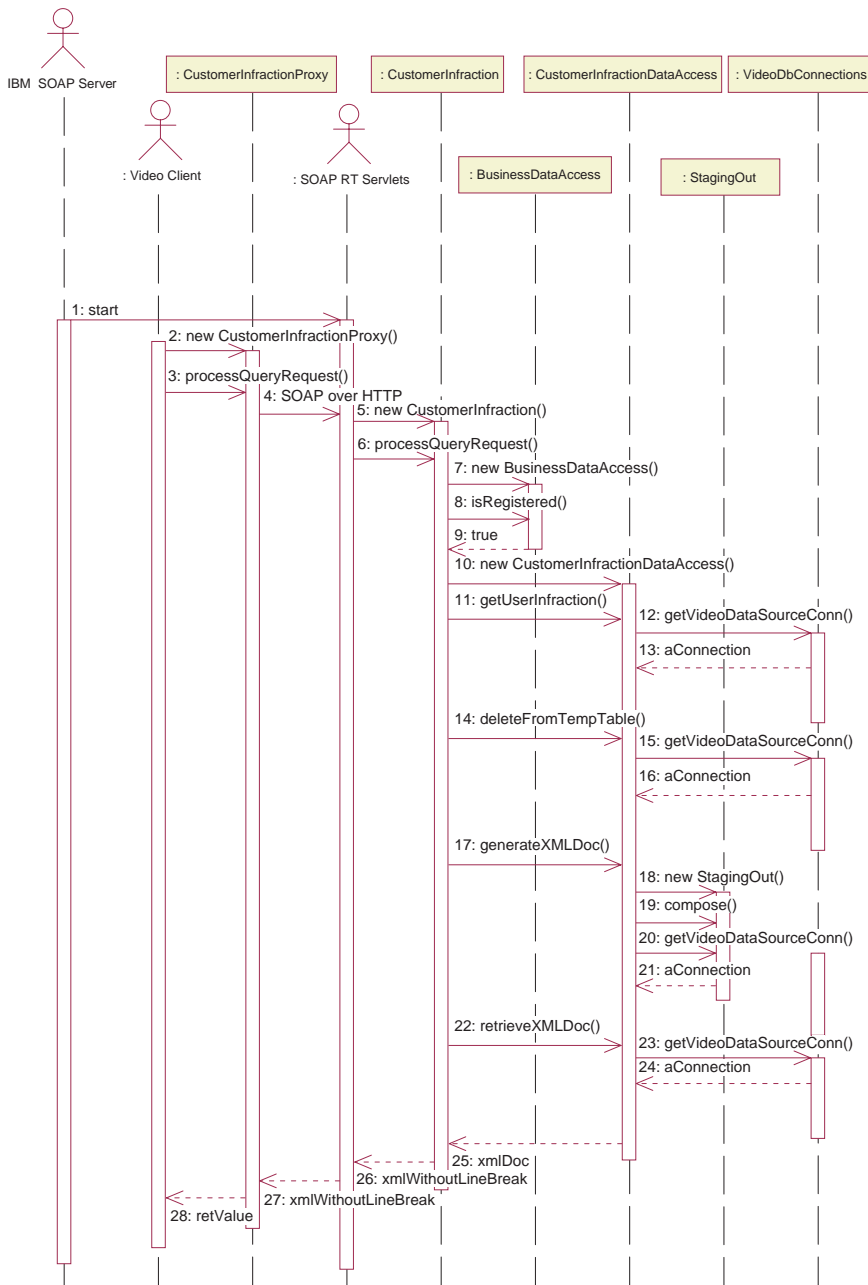 IBM  SOAP Server
: CustomerInfractionProxy
: CustomerInfraction
: CustomerInfractionDataAccess
: VideoDbConnections
: Video Client
: SOAP RT Servlets
: BusinessDataAccess
: StagingOut
1: start
2: new CustomerInfractionProxy()
3: processQueryRequest()
4: SOAP over HTTP
5: new CustomerInfraction()
6: processQueryRequest()
7: new BusinessDataAccess()
8: isRegistered()
9: true
10: new CustomerInfractionDataAccess()
11: getUserInfraction()
12: getVideoDataSourceConn()
13: aConnection
14: deleteFromTempTable()
15: getVideoDataSourceConn()
16: aConnection
17: generateXMLDoc()
18: new StagingOut()
19: compose()
20: getVideoDataSourceConn()
21: aConnection
22: retrieveXMLDoc()
23: getVideoDataSourceConn()
24: aConnection
25: xmlDoc
26: xmlWithoutLineBreak
27: xmlWithoutLineBreak
28: retValue